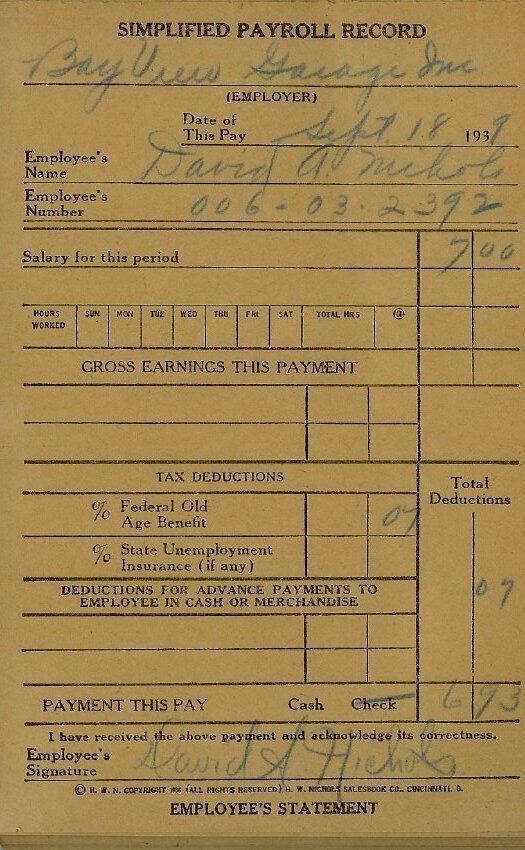 SIMPLIFIED PAYROLL RECORD
Bay View Garage Inc
(EMPLOYER)
Date of This Pay Sept 18 1939
Employee's Name David A. Nichols
Employee's Number 006-03-2392
Salary for this period 7 00
HOURS WORKED SUN MON TUE WED THU FRI SAT TOTAL HRS @
GROSS EARNINGS THIS PAYMENT
TAX DEDUCTIONS
Total Deductions
% Federal Old Age Benefit 07
% State Unemployment Insurance (if any)
07
DEDUCTIONS FOR ADVANCE PAYMENTS TO
EMPLOYEE IN CASH OR MERCHANDISE
PAYMENT THIS PAY Cash Check 6 93
I have received the above payment and acknowledge its correctness.
Employee's Signature David A Nichols
© H. W. N. COPYRIGHT 1936 (ALL RIGHTS RESERVED) H. W. NICHOLS SALESBOOK CO., CINCINNATI, O.
EMPLOYEE'S STATEMENT